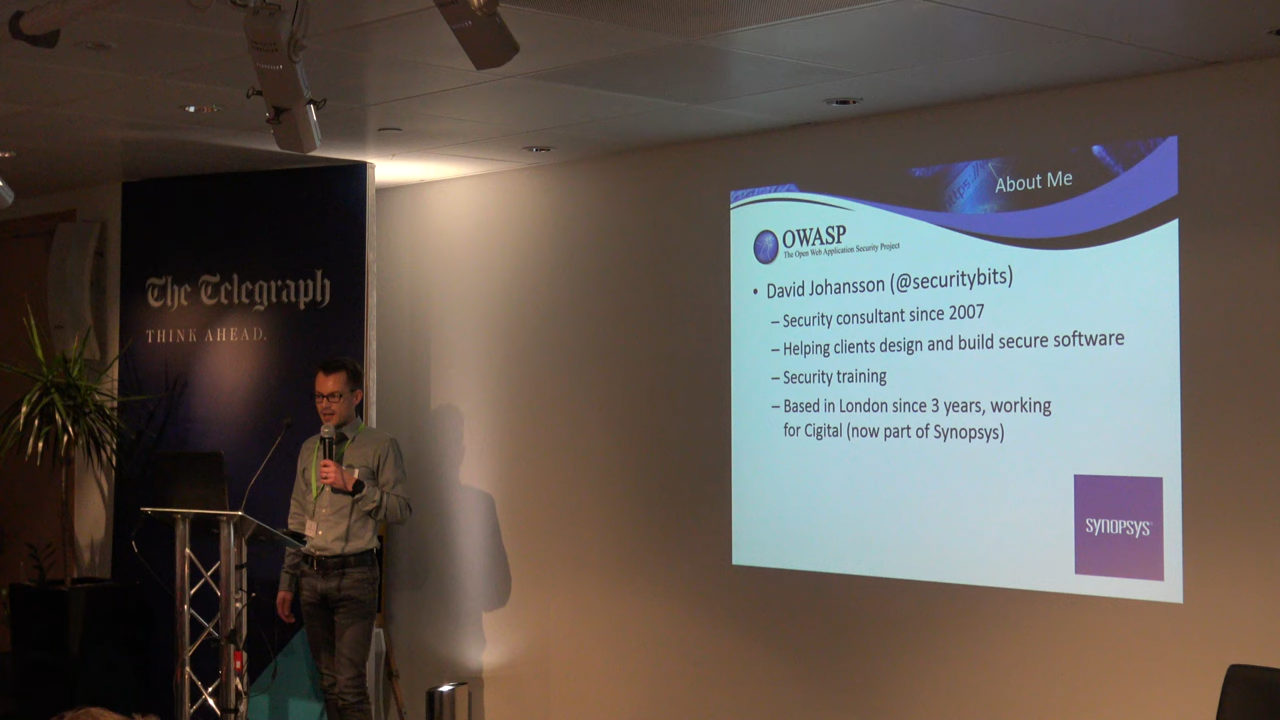 The Telegraph
THINK AHEAD.
ttps://
About Me
OWASP
The Open Web Application Security Project
• David Johansson (@securitybits)
– Security consultant since 2007
– Helping clients design and build secure software
– Security training
– Based in London since 3 years, working
for Cigital (now part of Synopsys)
SYNOPSYS